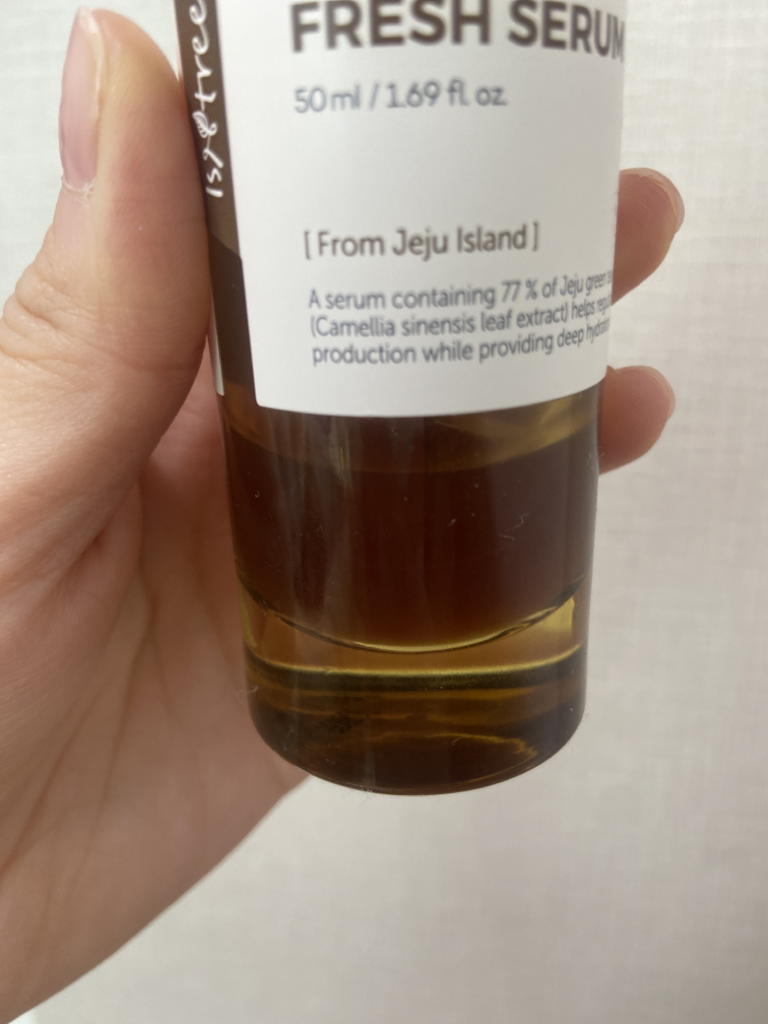 FRESH SERUM
50ml / 1.69 fl. oz.
[ From Jeju Island ]
A serum containing 77 % of Jeju green
(Camellia sinensis leaf extract) helps
production while providing deep
Isntree